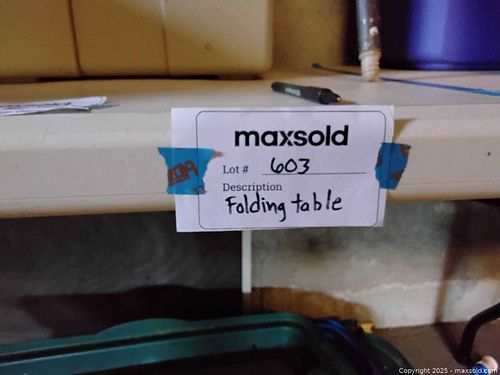 maxsold
Lot # 603
Description
Folding table
Copyright 2025 - maxsold.com